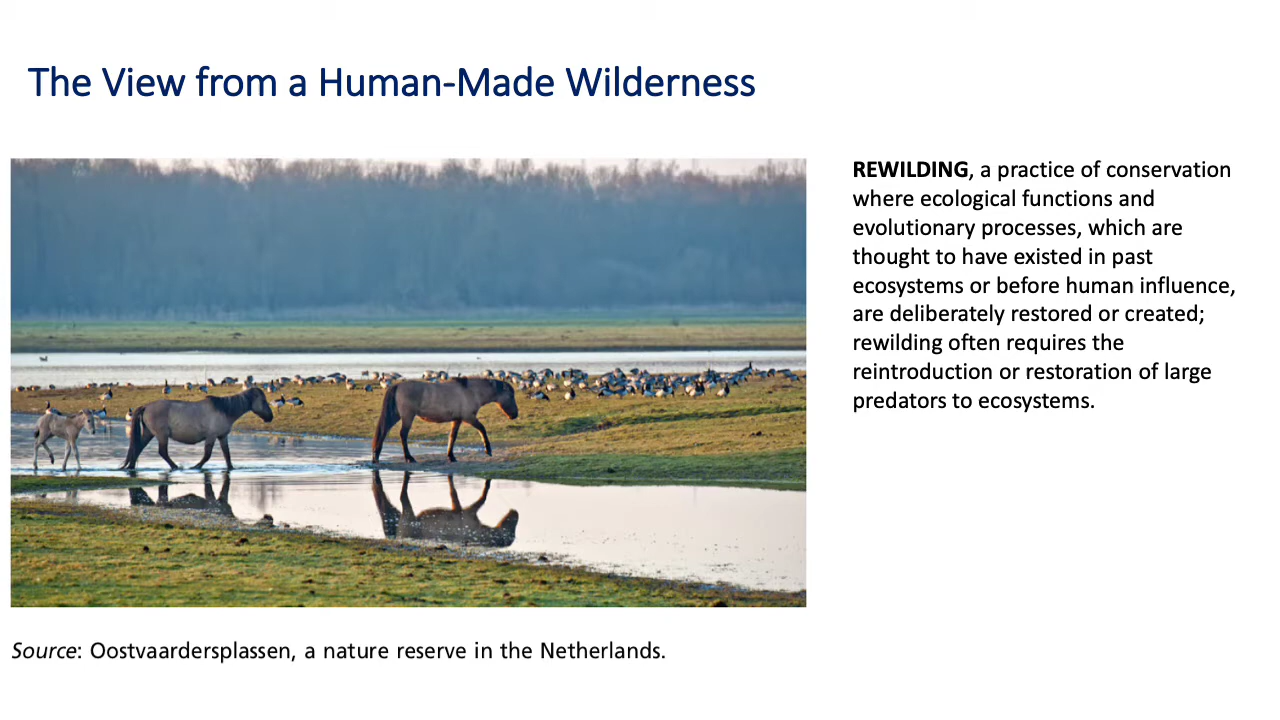 The View from a Human-Made Wilderness
REWILDING, a practice of conservation
where ecological functions and
evolutionary processes, which are
thought to have existed in past
ecosystems or before human influence,
are deliberately restored or created;
rewilding often requires the
reintroduction or restoration of large
predators to ecosystems.
Source: Oostvaardersplassen, a nature reserve in the Netherlands.